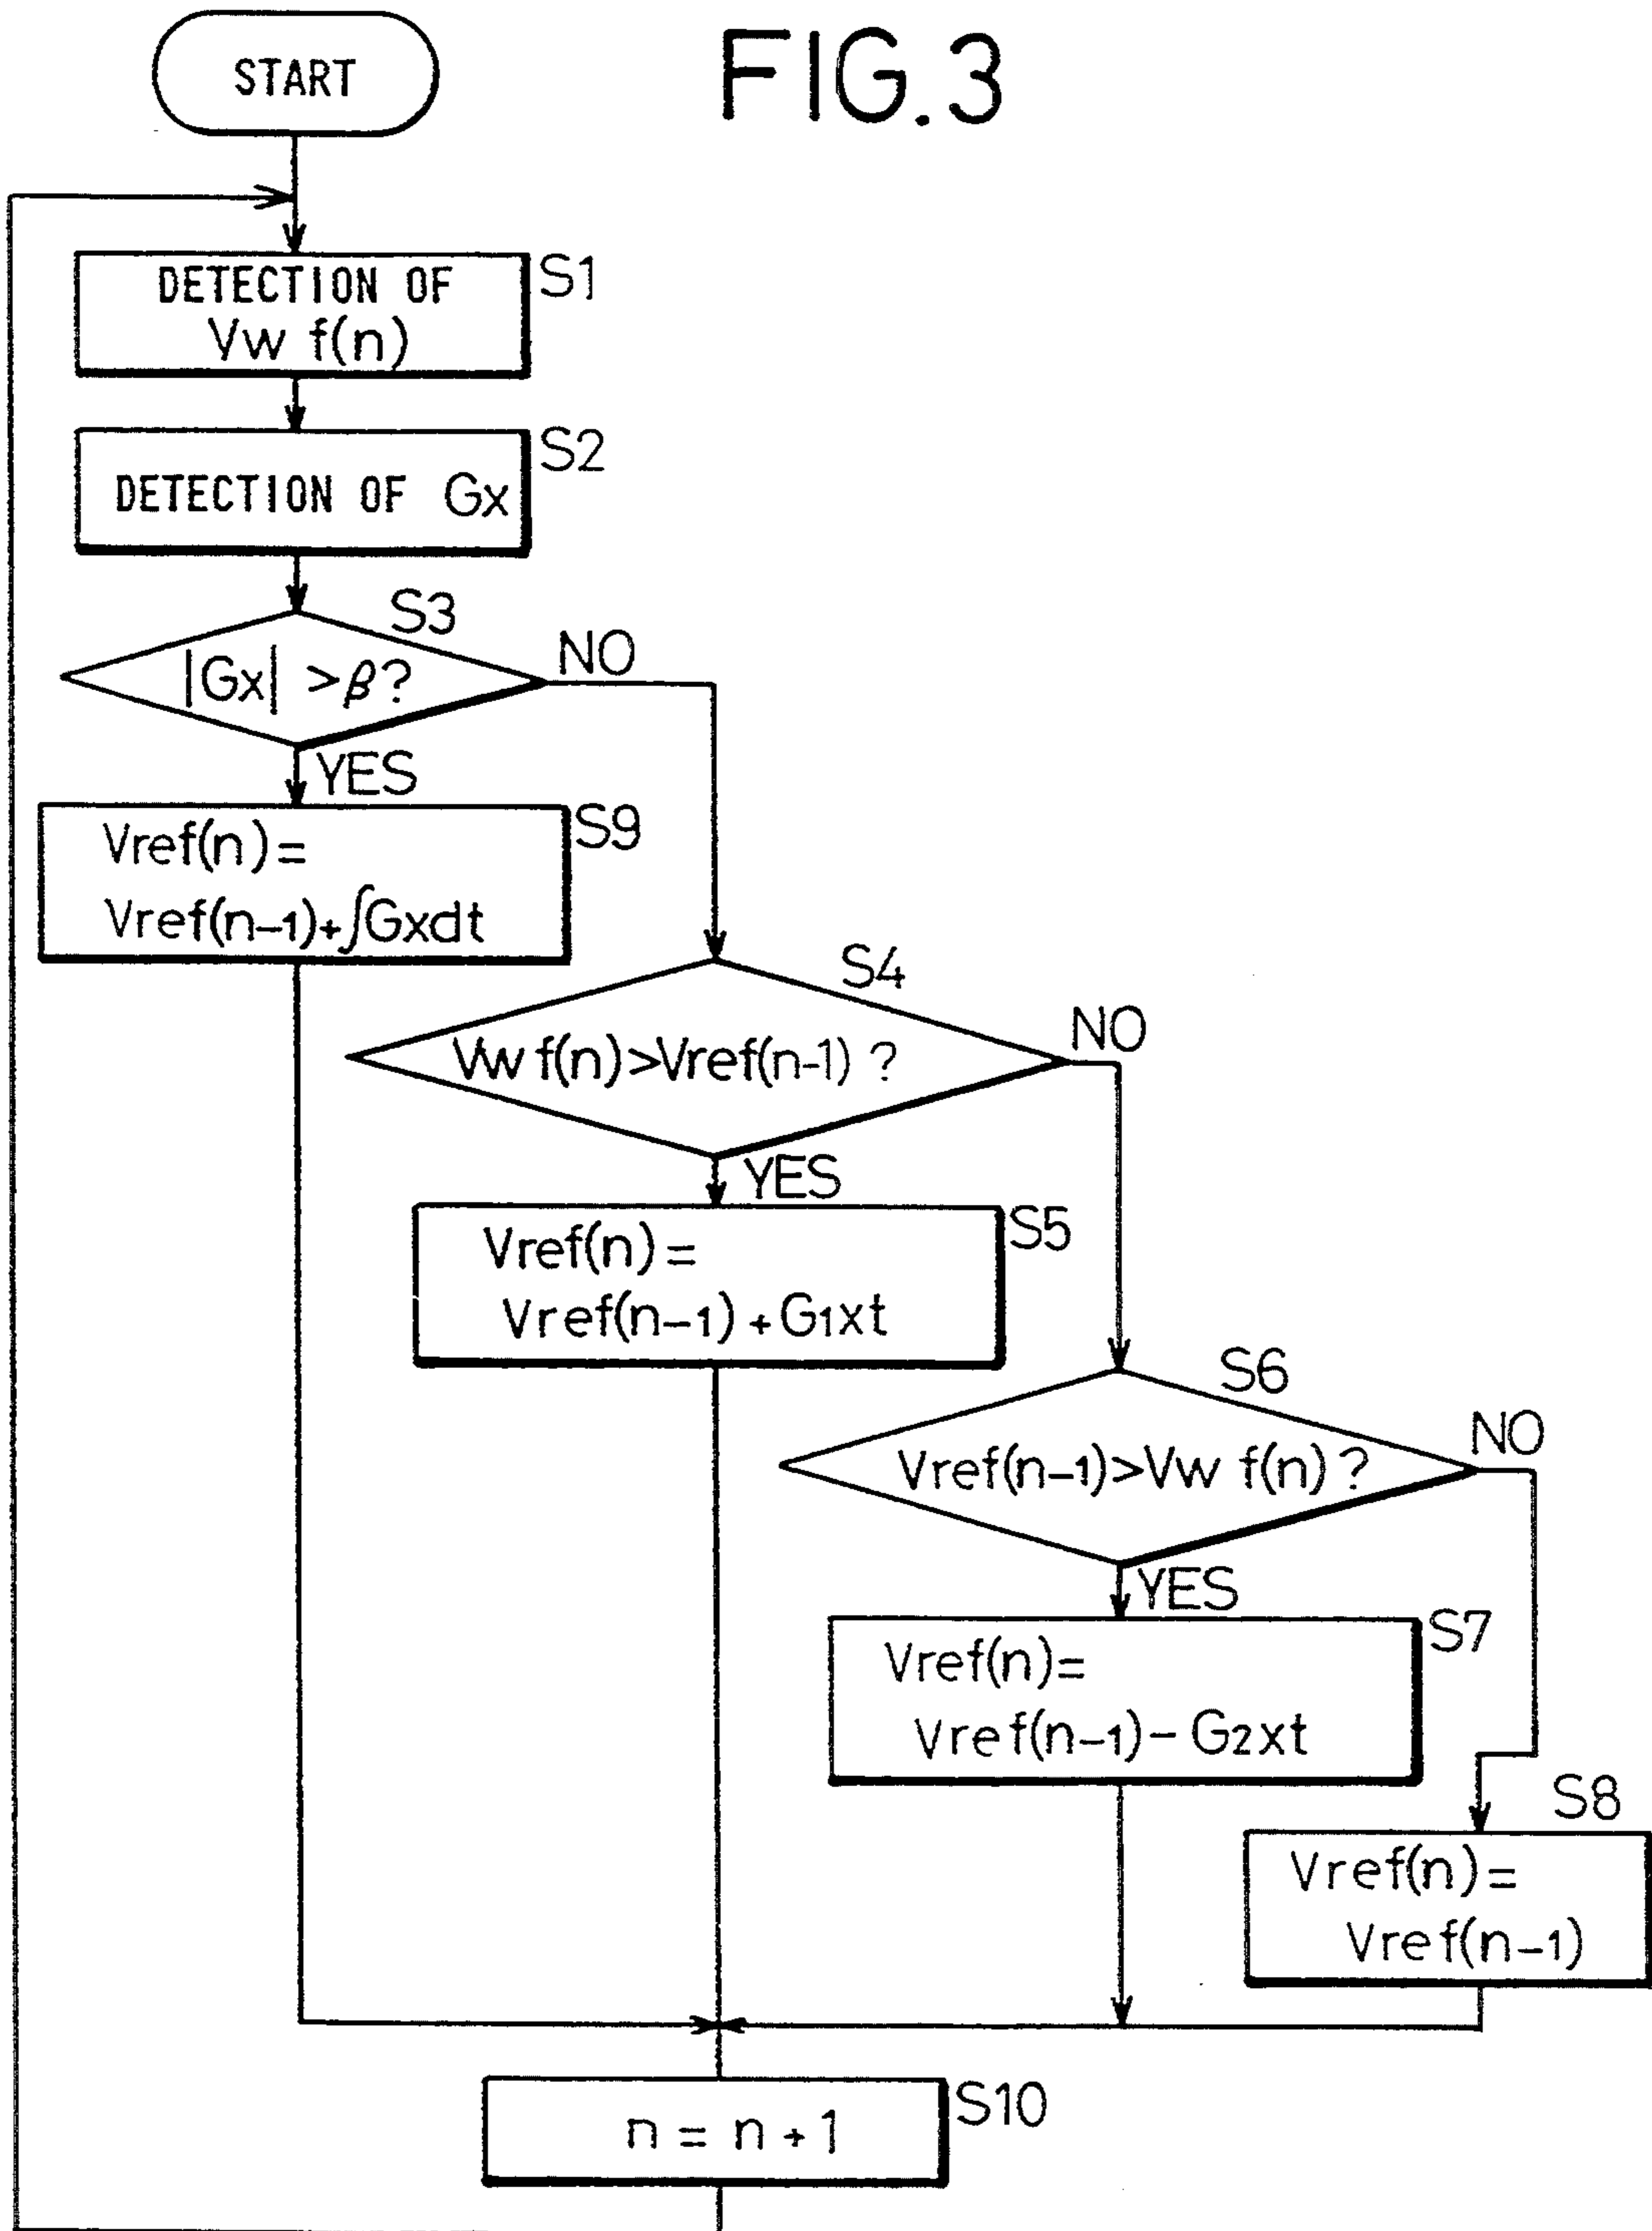 FIG.3
START
DETECTION OF
Vw f(n)
S1
DETECTION OF Gx
S2
S3
|Gx| >β?
NO
YES
Vref(n)=
Vref(n-1)+∫Gxdt
S9
S4
Vw f(n)>Vref(n-1) ?
NO
YES
Vref(n)=
Vref(n-1)+G1xt
S5
S6
Vref(n-1)>Vw f(n) ?
NO
YES
Vref(n)=
Vref(n-1)-G2xt
S7
S8
Vref(n)=
Vref(n-1)
n = n + 1
S10